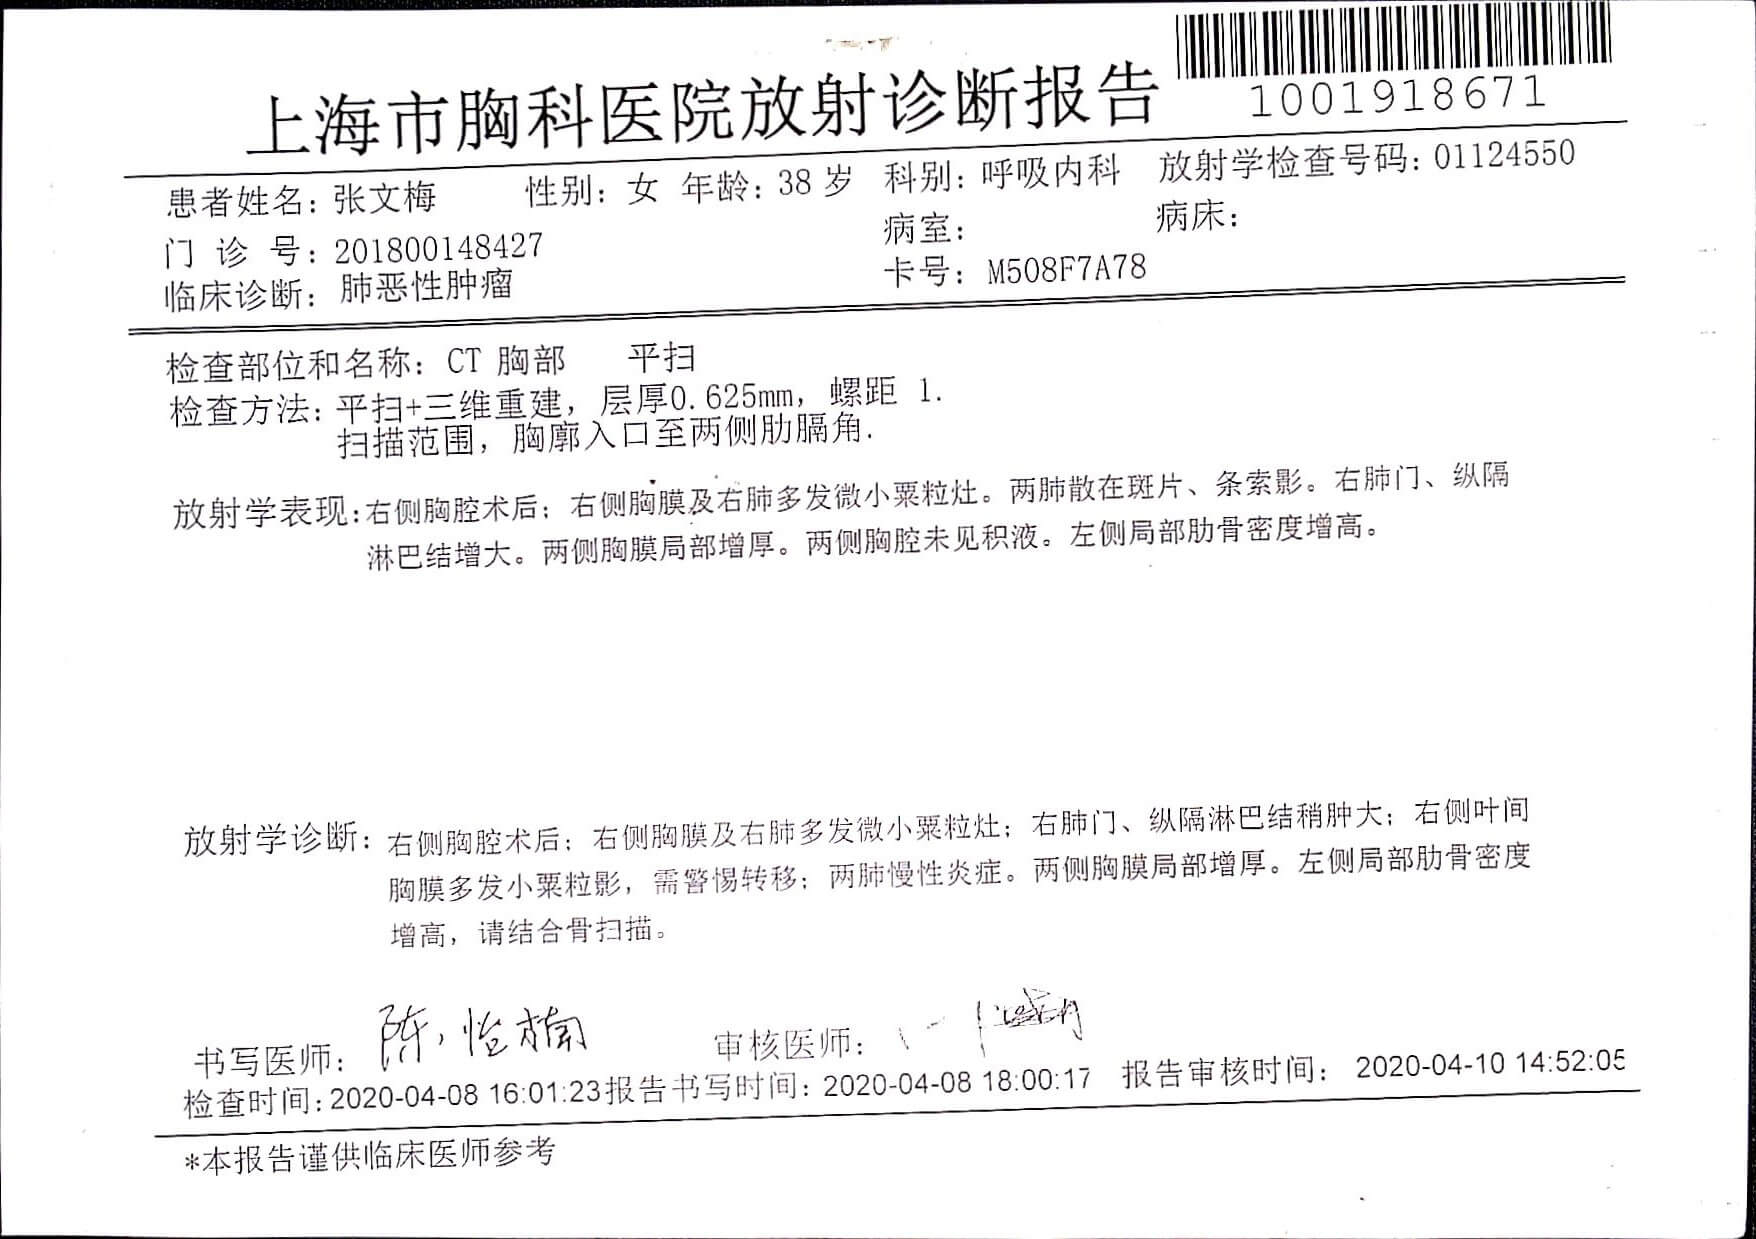 上海市胸科医院放射诊断报告
1001918671
患者姓名：张文梅 性别：女 年龄：38 岁 科别：呼吸内科 放射学检查号码：01124550
门 诊 号：201800148427 病室： 病床：
临床诊断：肺恶性肿瘤 卡号：M508F7A78
检查部位和名称：CT 胸部 平扫
检查方法：平扫+三维重建，层厚0.625mm，螺距 1.
扫描范围，胸廓入口至两侧肋膈角.
放射学表现：右侧胸腔术后；右侧胸膜及右肺多发微小粟粒灶。两肺散在斑片、条索影。右肺门、纵隔
淋巴结增大。两侧胸膜局部增厚。两侧胸腔未见积液。左侧局部肋骨密度增高。
放射学诊断：右侧胸腔术后；右侧胸膜及右肺多发微小粟粒灶；右肺门、纵隔淋巴结稍肿大；右侧叶间
胸膜多发小粟粒影，需警惕转移；两肺慢性炎症。两侧胸膜局部增厚。左侧局部肋骨密度
增高，请结合骨扫描。
书写医师：陈怡楠 审核医师：
检查时间：2020-04-08 16:01:23报告书写时间：2020-04-08 18:00:17 报告审核时间： 2020-04-10 14:52:05
*本报告谨供临床医师参考